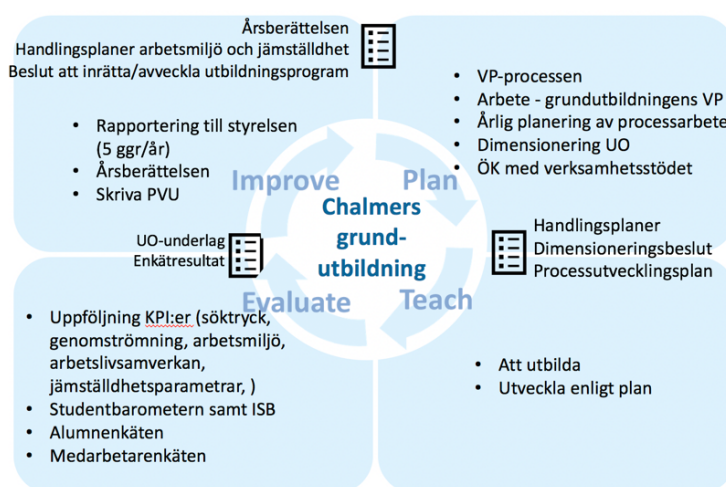 Årsberättelsen
Handlingsplaner arbetsmiljö och jämställdhet
Beslut att inrätta/avveckla utbildningsprogram
• Rapportering till styrelsen
(5 ggr/år)
• Årsberättelsen
• Skriva PVU
• VP-processen
• Arbete - grundutbildningens VP
• Årlig planering av processarbete
• Dimensionering UO
• ÖK med verksamhetsstödet
Improve
Plan
Chalmers
grund-
utbildning
Evaluate
Teach
UO-underlag
Enkätresultat
Handlingsplaner
Dimensioneringsbeslut
Processutvecklingsplan
• Uppföljning KPI:er (söktryck,
genomströmning, arbetsmiljö,
arbetslivsamverkan,
jämställdhetsparametrar, )
• Studentbarometern samt ISB
• Alumnenkäten
• Medarbetarenkäten
• Att utbilda
• Utveckla enligt plan